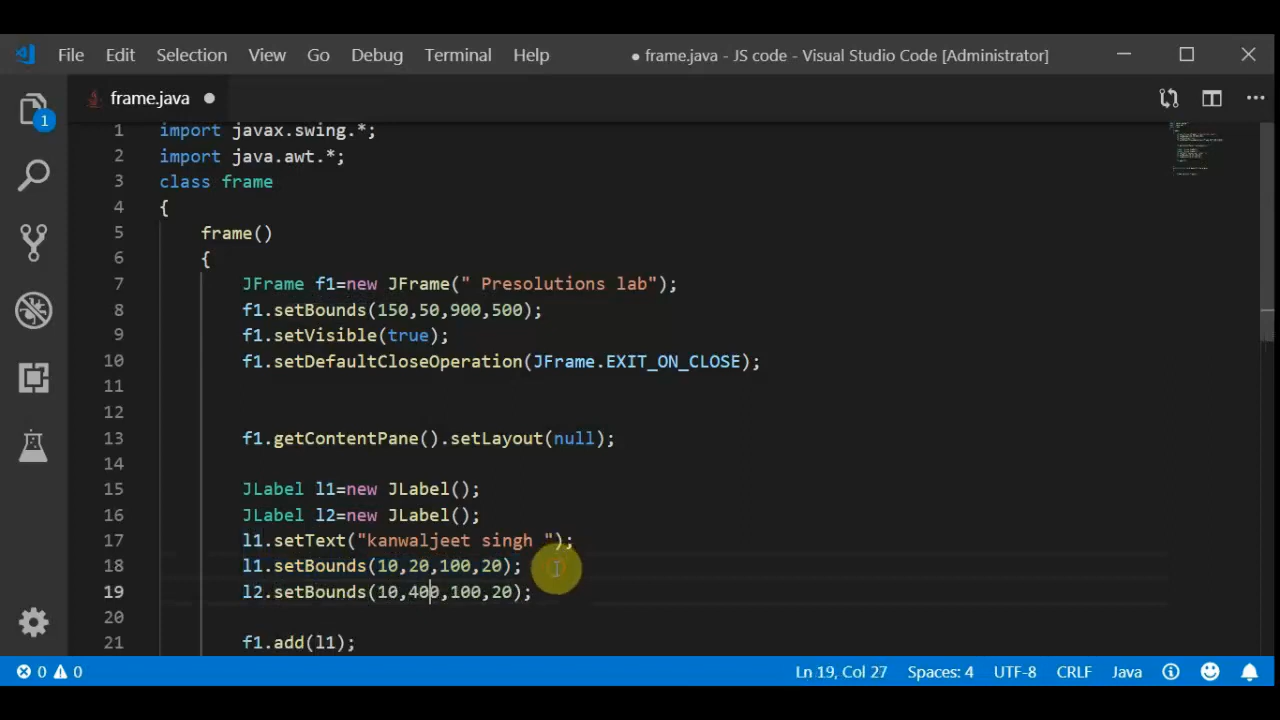 File Edit Selection View Go Debug Terminal Help ● frame.java - JS code - Visual Studio Code [Administrator]
frame.java ●
1
1 import javax.swing.*;
2 import java.awt.*;
3 class frame
4 {
5 frame()
6 {
7 JFrame f1=new JFrame(" Presolutions lab");
8 f1.setBounds(150,50,900,500);
9 f1.setVisible(true);
10 f1.setDefaultCloseOperation(JFrame.EXIT_ON_CLOSE);
11
12
13 f1.getContentPane().setLayout(null);
14
15 JLabel l1=new JLabel();
16 JLabel l2=new JLabel();
17 l1.setText("kanwaljeet singh ");
18 l1.setBounds(10,20,100,20);
19 l2.setBounds(10,400,100,20);
20
21 f1.add(l1);
0 0 Ln 19, Col 27 Spaces: 4 UTF-8 CRLF Java